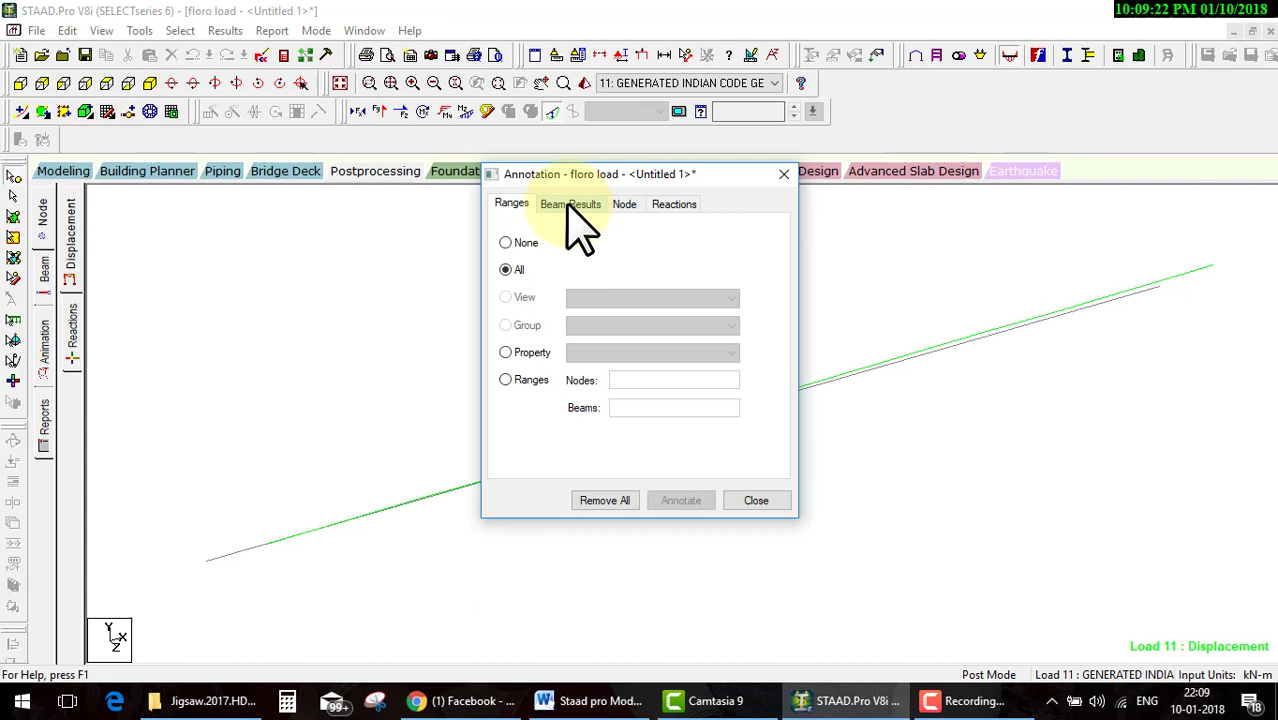 10:09:22 PM 01/10/2018
STAAD.Pro V8i (SELECTseries 6) - [floro load - <Untitled 1>*]
File Edit View Tools Select Results Report Mode Window Help
11: GENERATED INDIAN CODE GE
Modeling Building Planner Piping Bridge Deck Postprocessing Foundat Design Advanced Slab Design Earthquake
Node
Beam
Animation
Reports
Displacement
Reactions
Annotation - floro load - <Untitled 1>*
Ranges Beam Results Node Reactions
None
All
View
Group
Property
Ranges Nodes:
Beams:
Remove All Annotate Close
Y
X
Z
Load 11 : Displacement
For Help, press F1 Post Mode Load 11 : GENERATED INDIA Input Units: kN-m
Jigsaw.2017.HD... 99+ Facebook - ... Staad pro Mod... Camtasia 9 STAAD.Pro V8i ... Recording... ENG 22:09
10-01-2018 18